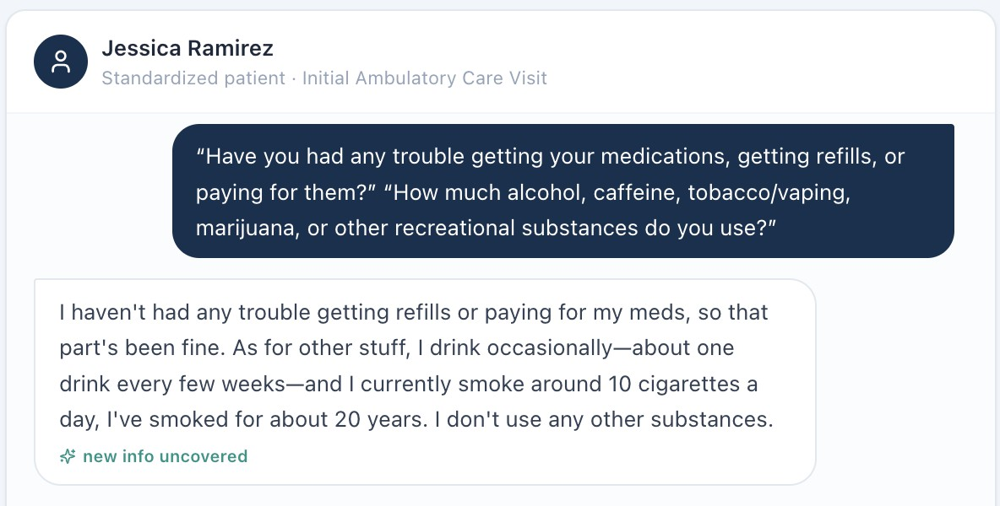 Jessica Ramirez
Standardized patient · Initial Ambulatory Care Visit
“Have you had any trouble getting your medications, getting refills, or
paying for them?” “How much alcohol, caffeine, tobacco/vaping,
marijuana, or other recreational substances do you use?”
I haven't had any trouble getting refills or paying for my meds, so that
part's been fine. As for other stuff, I drink occasionally—about one
drink every few weeks—and I currently smoke around 10 cigarettes a
day, I've smoked for about 20 years. I don't use any other substances.
new info uncovered